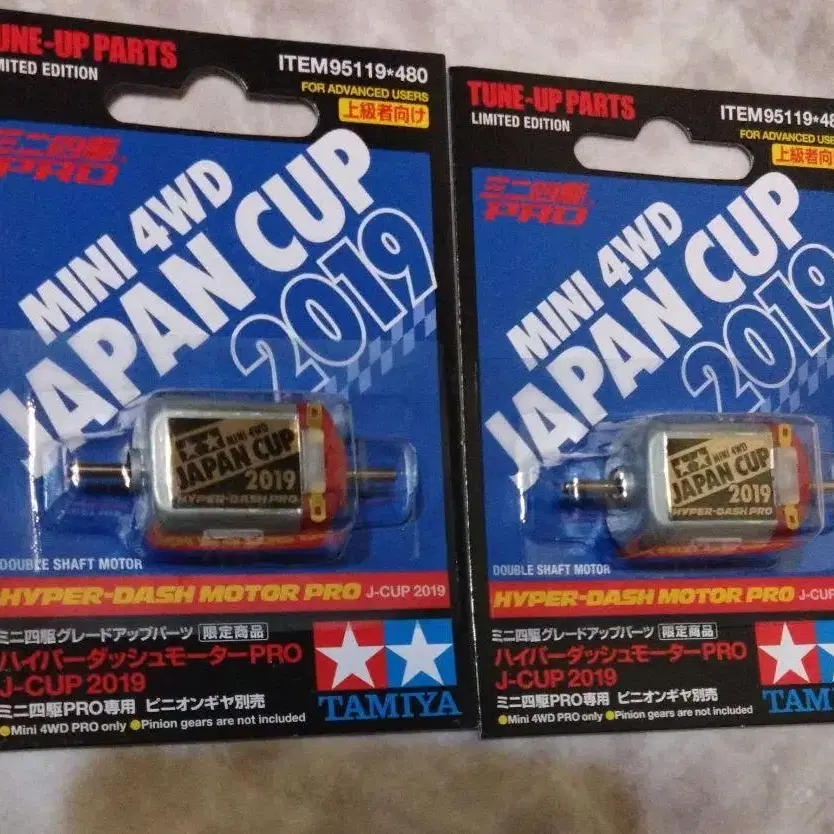 UNE-UP PARTS
MITED EDITION
ITEM95119*480
FOR ADVANCED USERS
上級者向け
ミニ四駆
PRO
MINI 4WD
JAPAN CUP
2019
MINI 4WD
JAPAN CUP
2019
HYPER-DASH PRO
DOUBLE SHAFT MOTOR
HYPER-DASH MOTOR PRO J-CUP 2019
ミニ四駆グレードアップパーツ 限定商品
ハイパーダッシュモーターPRO
J-CUP 2019
ミニ四駆PRO専用 ピニオンギヤ別売
●Mini 4WD PRO only ●Pinion gears are not included
TAMIYA
TUNE-UP PARTS
LIMITED EDITION
ITEM95119*48
FOR ADVANCED USERS
上級者向
ミニ四駆
PRO
MINI 4WD
JAPAN CUP
2019
MINI 4WD
JAPAN CUP
2019
HYPER-DASH PRO
DOUBLE SHAFT MOTOR
HYPER-DASH MOTOR PRO J-CUP 2019
ミニ四駆グレードアップパーツ 限定商品
ハイパーダッシュモーターPRO
J-CUP 2019
ミニ四駆PRO専用 ピニオンギヤ別売
●Mini 4WD PRO only ●Pinion gears are not included
TAMIYA